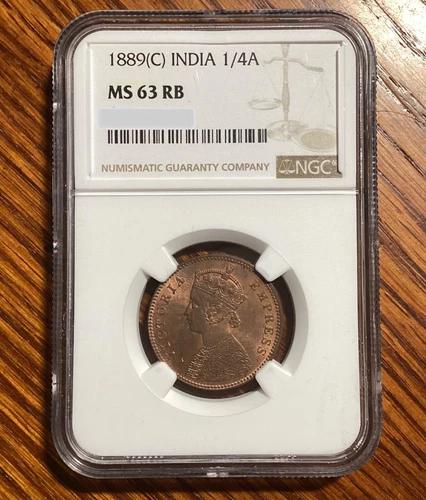 1889(C) INDIA 1/4A
MS 63 RB
NUMISMATIC GUARANTY COMPANY
NGC
VICTORIA EMPRESS